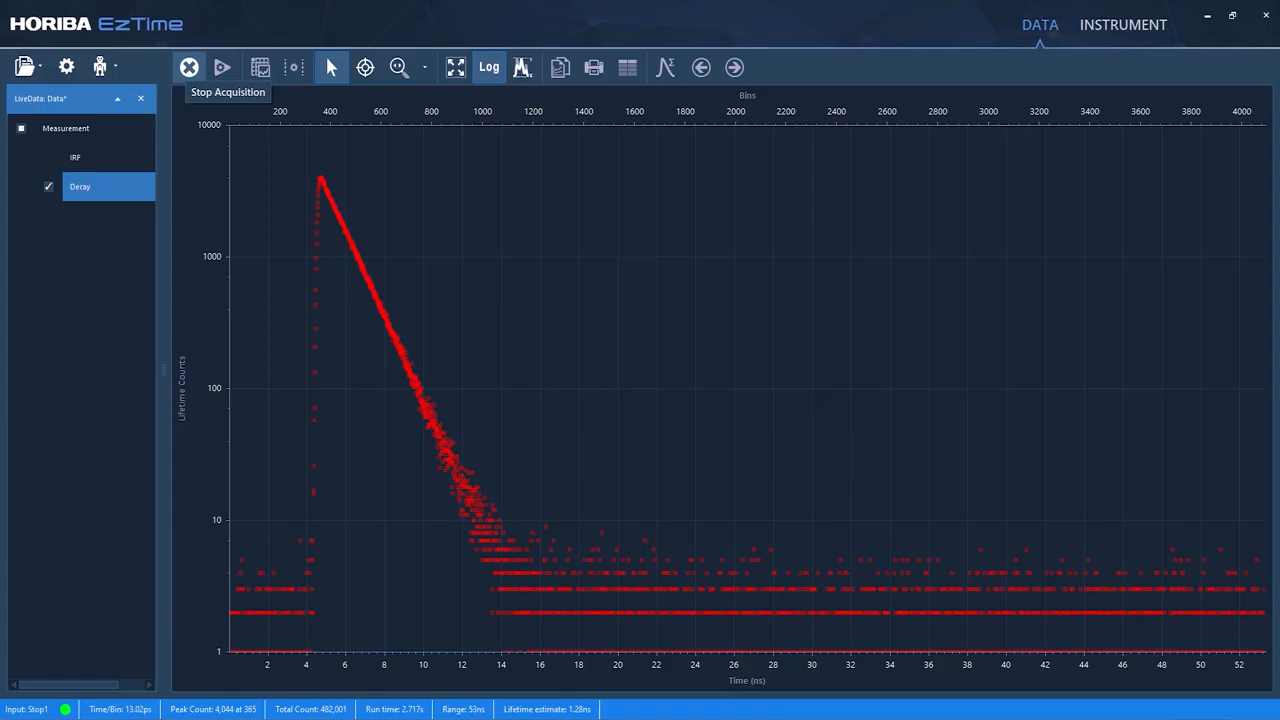 HORIBA EzTime
DATA INSTRUMENT
Log
Stop Acquisition
LiveData: Data*
Measurement
IRF
Decay
Bins
200 400 600 800 1000 1200 1400 1600 1800 2000 2200 2400 2600 2800 3000 3200 3400 3600 3800 4000
10000
1000
100
10
1
Lifetime Counts
2 4 6 8 10 12 14 16 18 20 22 24 26 28 30 32 34 36 38 40 42 44 46 48 50 52
Time (ns)
Input: Stop1 Time/Bin: 13.02ps Peak Count: 4,044 at 365 Total Count: 482,001 Run time: 2.717s Range: 53ns Lifetime estimate: 1.28ns